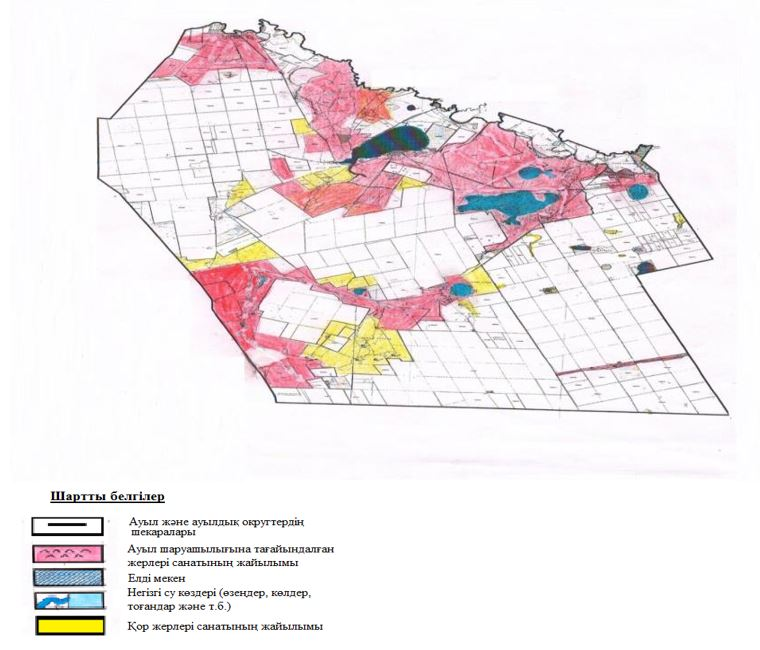 Шартты белгілер
Ауыл және ауылдық округтердің
шекаралары
Ауыл шаруашылығына тағайындалған
жерлері санатының жайылымы
Елді мекен
Негізгі су көздері (өзендер, көлдер,
тоғандар және т.б.)
Қор жерлері санатының жайылымы